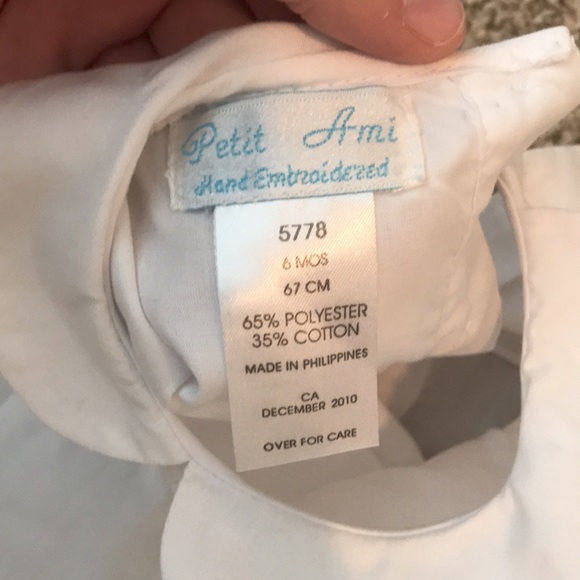 Petit Ami
Hand Embroidered
5778
6 MOS
67 CM
65% POLYESTER
35% COTTON
MADE IN PHILIPPINES
CA
DECEMBER 2010
OVER FOR CARE